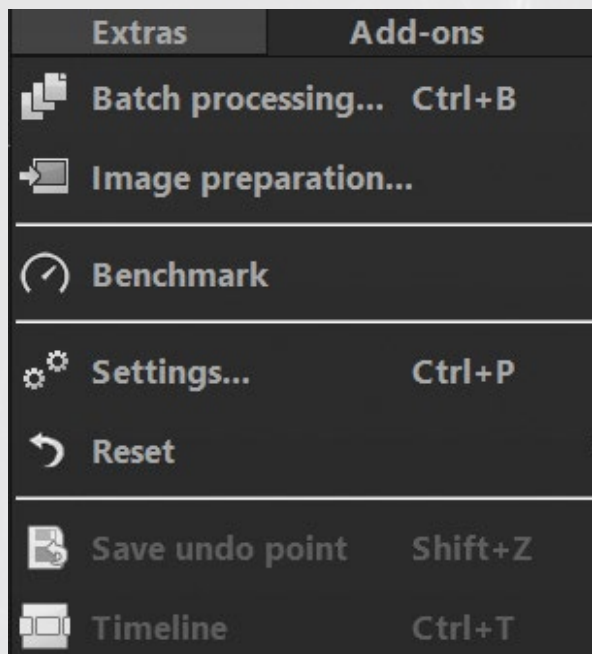 Extras Add-ons
Batch processing... Ctrl+B
Image preparation...
Benchmark
Settings... Ctrl+P
Reset
Save undo point Shift+Z
Timeline Ctrl+T